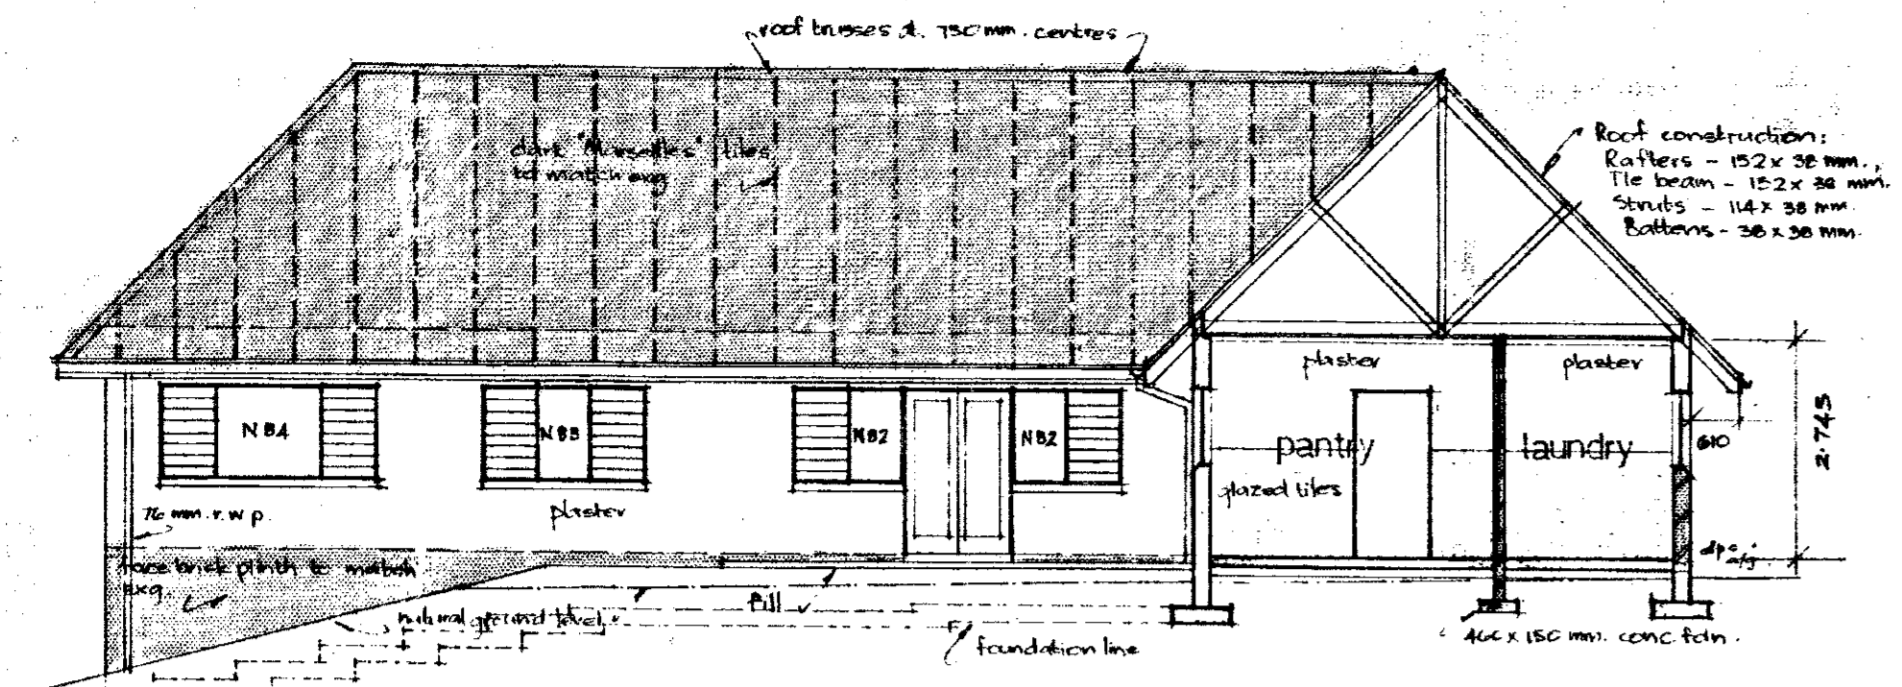 roof trusses at 750 mm. centres
dark "Marseilles" tiles
to match exg.
Roof construction:
Rafters - 152 x 38 mm.,
Tie beam - 152 x 38 mm.
Struts - 114 x 38 mm.
Battens - 38 x 38 mm.
plaster
plaster
NB4
NB3
NB2
NB2
pantry
laundry
610
2.745
glazed tiles
76 mm. r.w.p.
plaster
face brick plinth to match
exg.
natural ground level
fill
foundation line
dpc
150 mm. conc fdn.